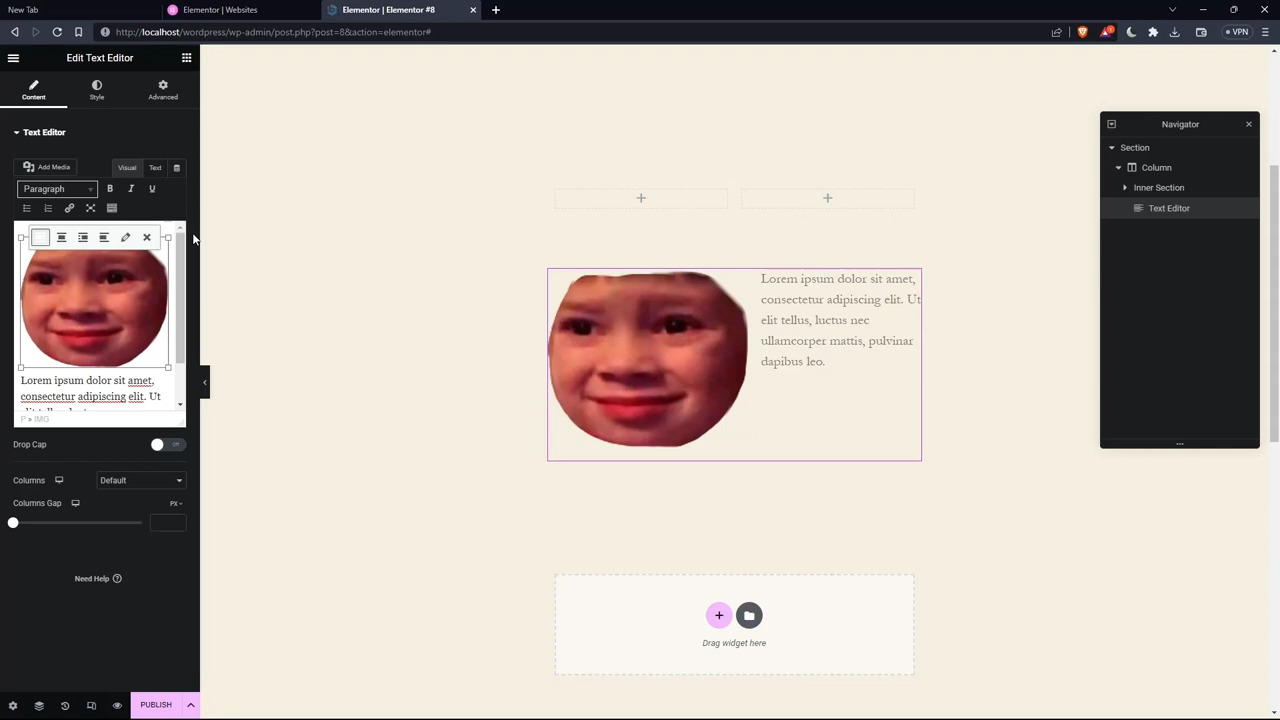 New Tab
Elementor | Websites
Elementor | Elementor #8
http://localhost/wordpress/wp-admin/post.php?post=8&action=elementor#
VPN
Edit Text Editor
Content
Style
Advanced
Text Editor
Add Media
Visual
Text
Paragraph
B
I
U
Lorem ipsum dolor sit amet,
consectetur adipiscing elit. Ut
P » IMG
Drop Cap
Off
Columns
Default
Columns Gap
PX
Need Help
PUBLISH
Lorem ipsum dolor sit amet,
consectetur adipiscing elit. Ut
elit tellus, luctus nec
ullamcorper mattis, pulvinar
dapibus leo.
Drag widget here
Navigator
Section
Column
Inner Section
Text Editor